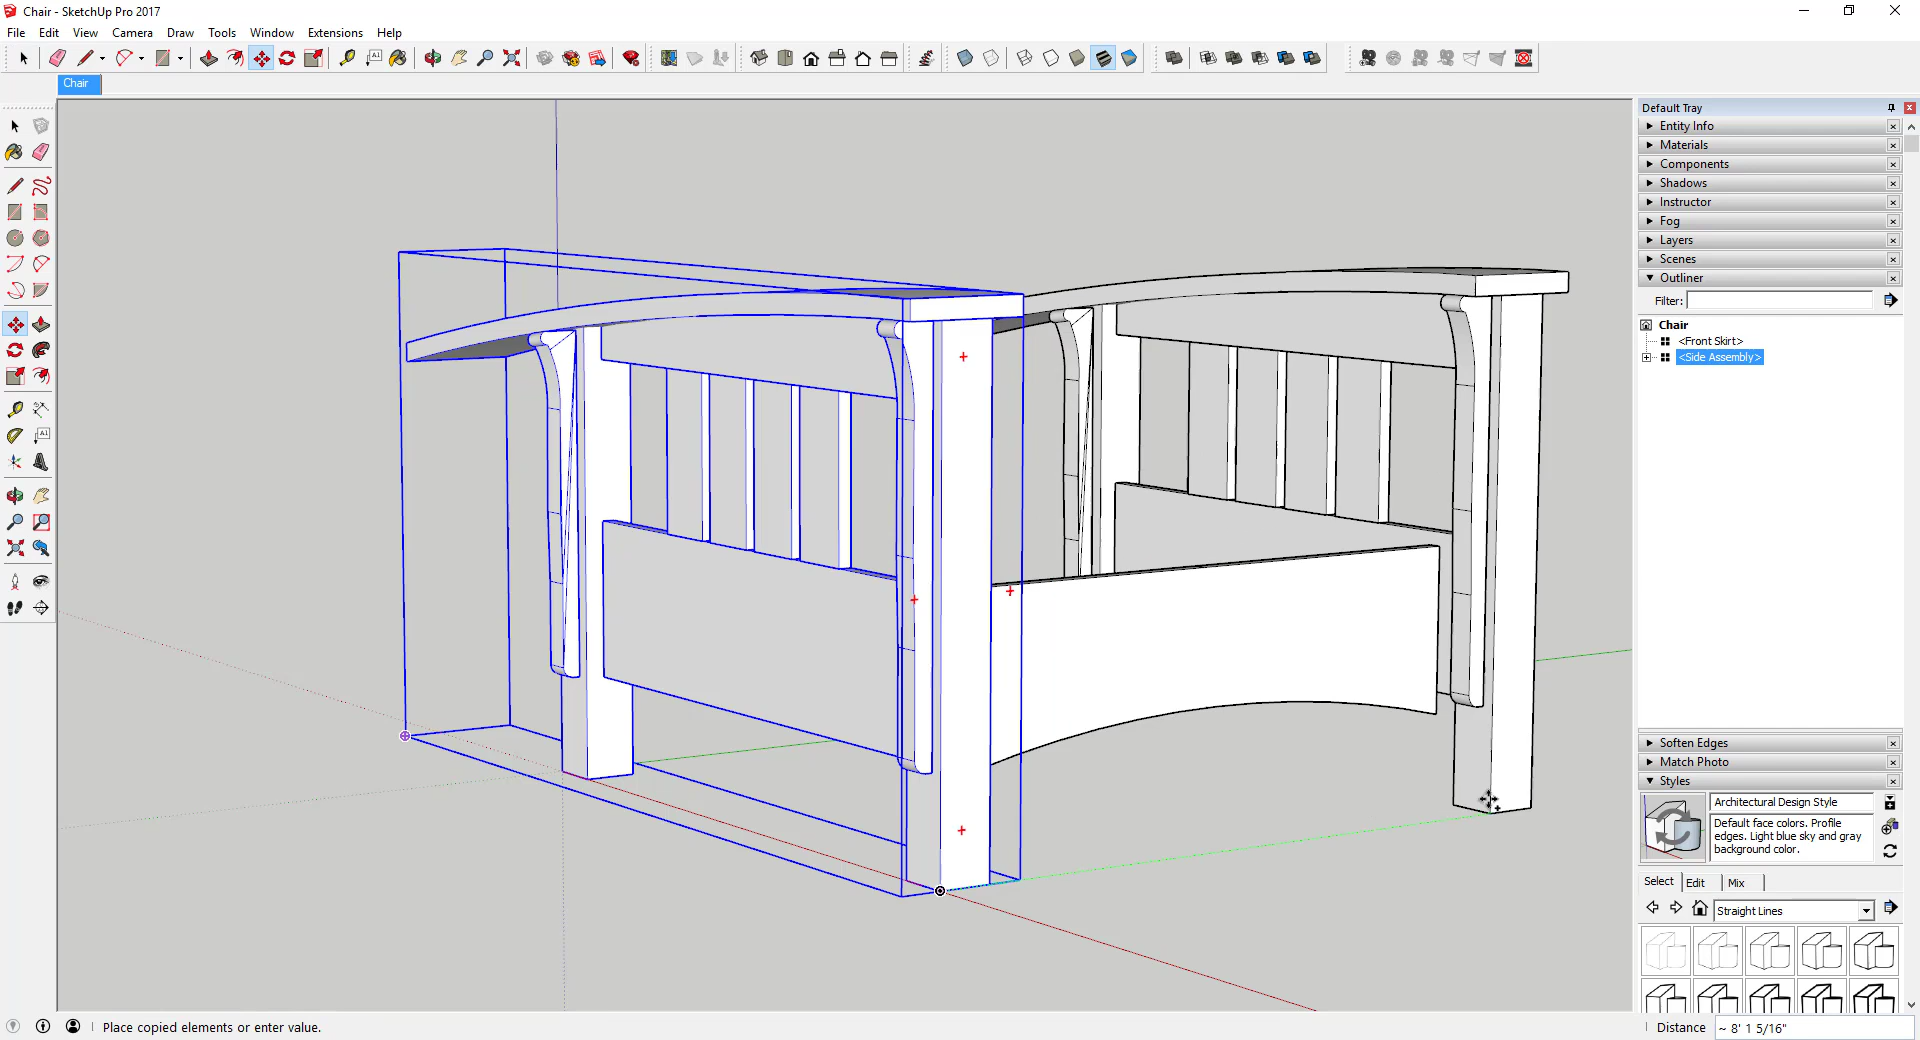 Chair - SketchUp Pro 2017
File Edit View Camera Draw Tools Window Extensions Help
Chair
Default Tray
Entity Info
Materials
Components
Shadows
Instructor
Fog
Layers
Scenes
Outliner
Filter:
Chair
<Front Skirt>
<Side Assembly>
Soften Edges
Match Photo
Styles
Architectural Design Style
Default face colors. Profile
edges. Light blue sky and gray
background color.
Select Edit Mix
Straight Lines
Place copied elements or enter value.
Distance ~ 8' 1 5/16"